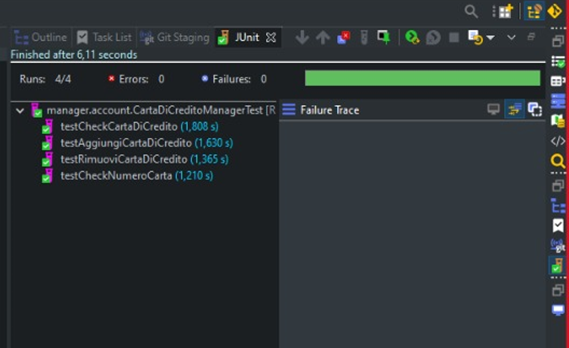 Outline Task List Git Staging JUnit
Finished after 6,11 seconds
Runs: 4/4 Errors: 0 Failures: 0
manager.account.CartaDiCreditoManagerTest [R
Failure Trace
testCheckCartaDiCredito (1,808 s)
testAggiungiCartaDiCredito (1,630 s)
testRimuoviCartaDiCredito (1,365 s)
testCheckNumeroCarta (1,210 s)